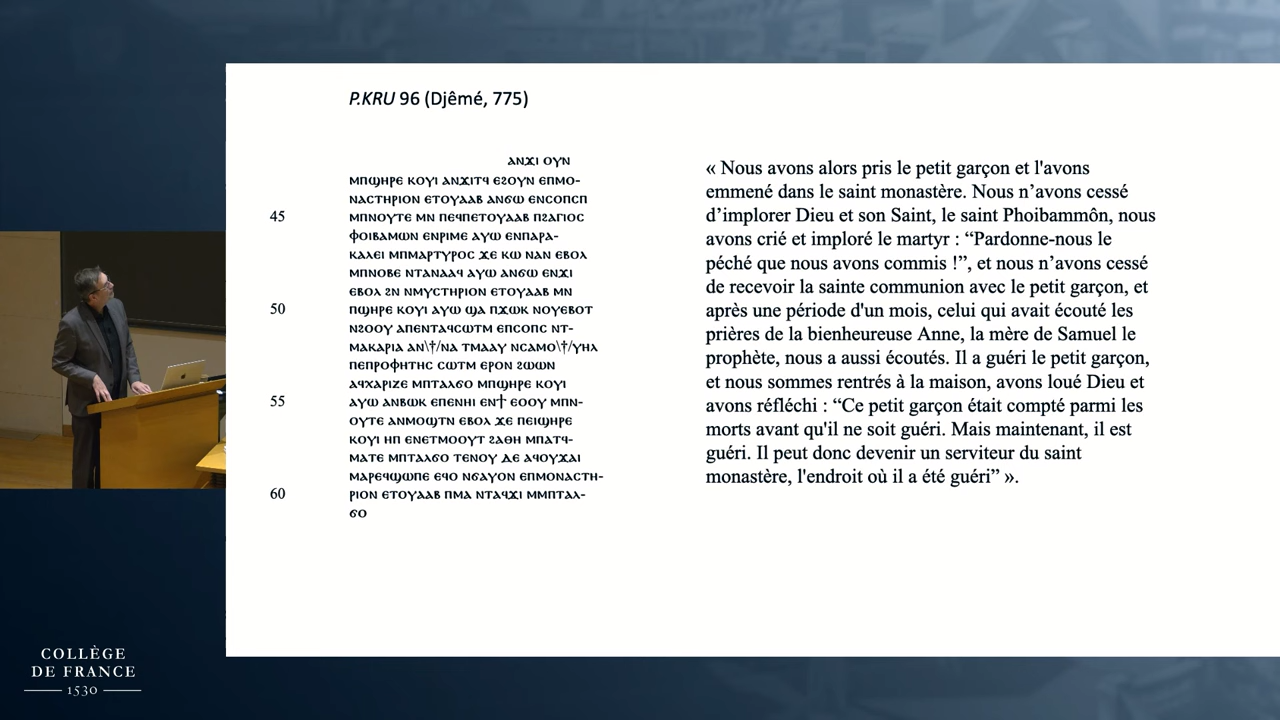 P.KRU 96 (Djêmé, 775)
ⲁⲛϫⲓ ⲟⲩⲛ
ⲙⲡϣⲏⲣⲉ ⲕⲟⲩⲓ ⲁⲛϫⲓⲧϥ ⲉϩⲟⲩⲛ ⲉⲡⲙⲟ-
ⲛⲁⲥⲧⲏⲣⲓⲟⲛ ⲉⲧⲟⲩⲁⲁⲃ ⲁⲛϭⲱ ⲉⲛⲥⲟⲡⲥⲡ
45 ⲙⲡⲛⲟⲩⲧⲉ ⲙⲛ ⲡⲉϥⲡⲉⲧⲟⲩⲁⲁⲃ ⲡϩⲁⲅⲓⲟⲥ
ⲫⲟⲓⲃⲁⲙⲱⲛ ⲉⲛⲣⲓⲙⲉ ⲁⲩⲱ ⲉⲛⲡⲁⲣⲁ-
ⲕⲁⲗⲉⲓ ⲙⲡⲙⲁⲣⲧⲩⲣⲟⲥ ϫⲉ ⲕⲱ ⲛⲁⲛ ⲉⲃⲟⲗ
ⲙⲡⲛⲟⲃⲉ ⲛⲧⲁⲛⲁⲁϥ ⲁⲩⲱ ⲁⲛϭⲱ ⲉⲛϫⲓ
ⲉⲃⲟⲗ ϩⲛ ⲛⲙⲩⲥⲧⲏⲣⲓⲟⲛ ⲉⲧⲟⲩⲁⲁⲃ ⲙⲛ
50 ⲡϣⲏⲣⲉ ⲕⲟⲩⲓ ⲁⲩⲱ ϣⲁ ⲡϫⲱⲕ ⲛⲟⲩⲉⲃⲟⲧ
ⲛϩⲟⲟⲩ ⲁⲡⲉⲛⲧⲁϥⲥⲱⲧⲙ ⲉⲡⲥⲟⲡⲥ ⲛⲧ-
ⲙⲁⲕⲁⲣⲓⲁ ⲁⲛ\†/ⲛⲁ ⲧⲙⲁⲁⲩ ⲛⲥⲁⲙⲟ\†/ⲩⲏⲗ
ⲡⲉⲡⲣⲟⲫⲏⲧⲏⲥ ⲥⲱⲧⲙ ⲉⲣⲟⲛ ϩⲱⲱⲛ
ⲁϥⲭⲁⲣⲓⲍⲉ ⲙⲡⲧⲁⲗϭⲟ ⲙⲡϣⲏⲣⲉ ⲕⲟⲩⲓ
55 ⲁⲩⲱ ⲁⲛⲃⲱⲕ ⲉⲡⲉⲛⲏⲓ ⲉⲛϯ ⲉⲟⲟⲩ ⲙⲡⲛ-
ⲟⲩⲧⲉ ⲁⲛⲙⲟϣⲧⲛ ⲉⲃⲟⲗ ϫⲉ ⲡⲉⲓϣⲏⲣⲉ
ⲕⲟⲩⲓ ⲏⲡ ⲉⲛⲉⲧⲙⲟⲟⲩⲧ ϩⲁⲑⲏ ⲙⲡⲁⲧϥ-
ⲙⲁⲧⲉ ⲙⲡⲧⲁⲗϭⲟ ⲧⲉⲛⲟⲩ ⲇⲉ ⲁϥⲟⲩϫⲁⲓ
ⲙⲁⲣⲉϥϣⲱⲡⲉ ⲉϥⲟ ⲛϭⲁⲩⲟⲛ ⲉⲡⲙⲟⲛⲁⲥⲧⲏ-
60 ⲣⲓⲟⲛ ⲉⲧⲟⲩⲁⲁⲃ ⲡⲙⲁ ⲛⲧⲁϥϫⲓ ⲙⲙⲡⲧⲁⲗ-
ϭⲟ
« Nous avons alors pris le petit garçon et l'avons
emmené dans le saint monastère. Nous n’avons cessé
d’implorer Dieu et son Saint, le saint Phoibammôn, nous
avons crié et imploré le martyr : “Pardonne-nous le
péché que nous avons commis !”, et nous n’avons cessé
de recevoir la sainte communion avec le petit garçon, et
après une période d'un mois, celui qui avait écouté les
prières de la bienheureuse Anne, la mère de Samuel le
prophète, nous a aussi écoutés. Il a guéri le petit garçon,
et nous sommes rentrés à la maison, avons loué Dieu et
avons réfléchi : “Ce petit garçon était compté parmi les
morts avant qu'il ne soit guéri. Mais maintenant, il est
guéri. Il peut donc devenir un serviteur du saint
monastère, l'endroit où il a été guéri” ».
COLLÈGE
DE FRANCE
1530